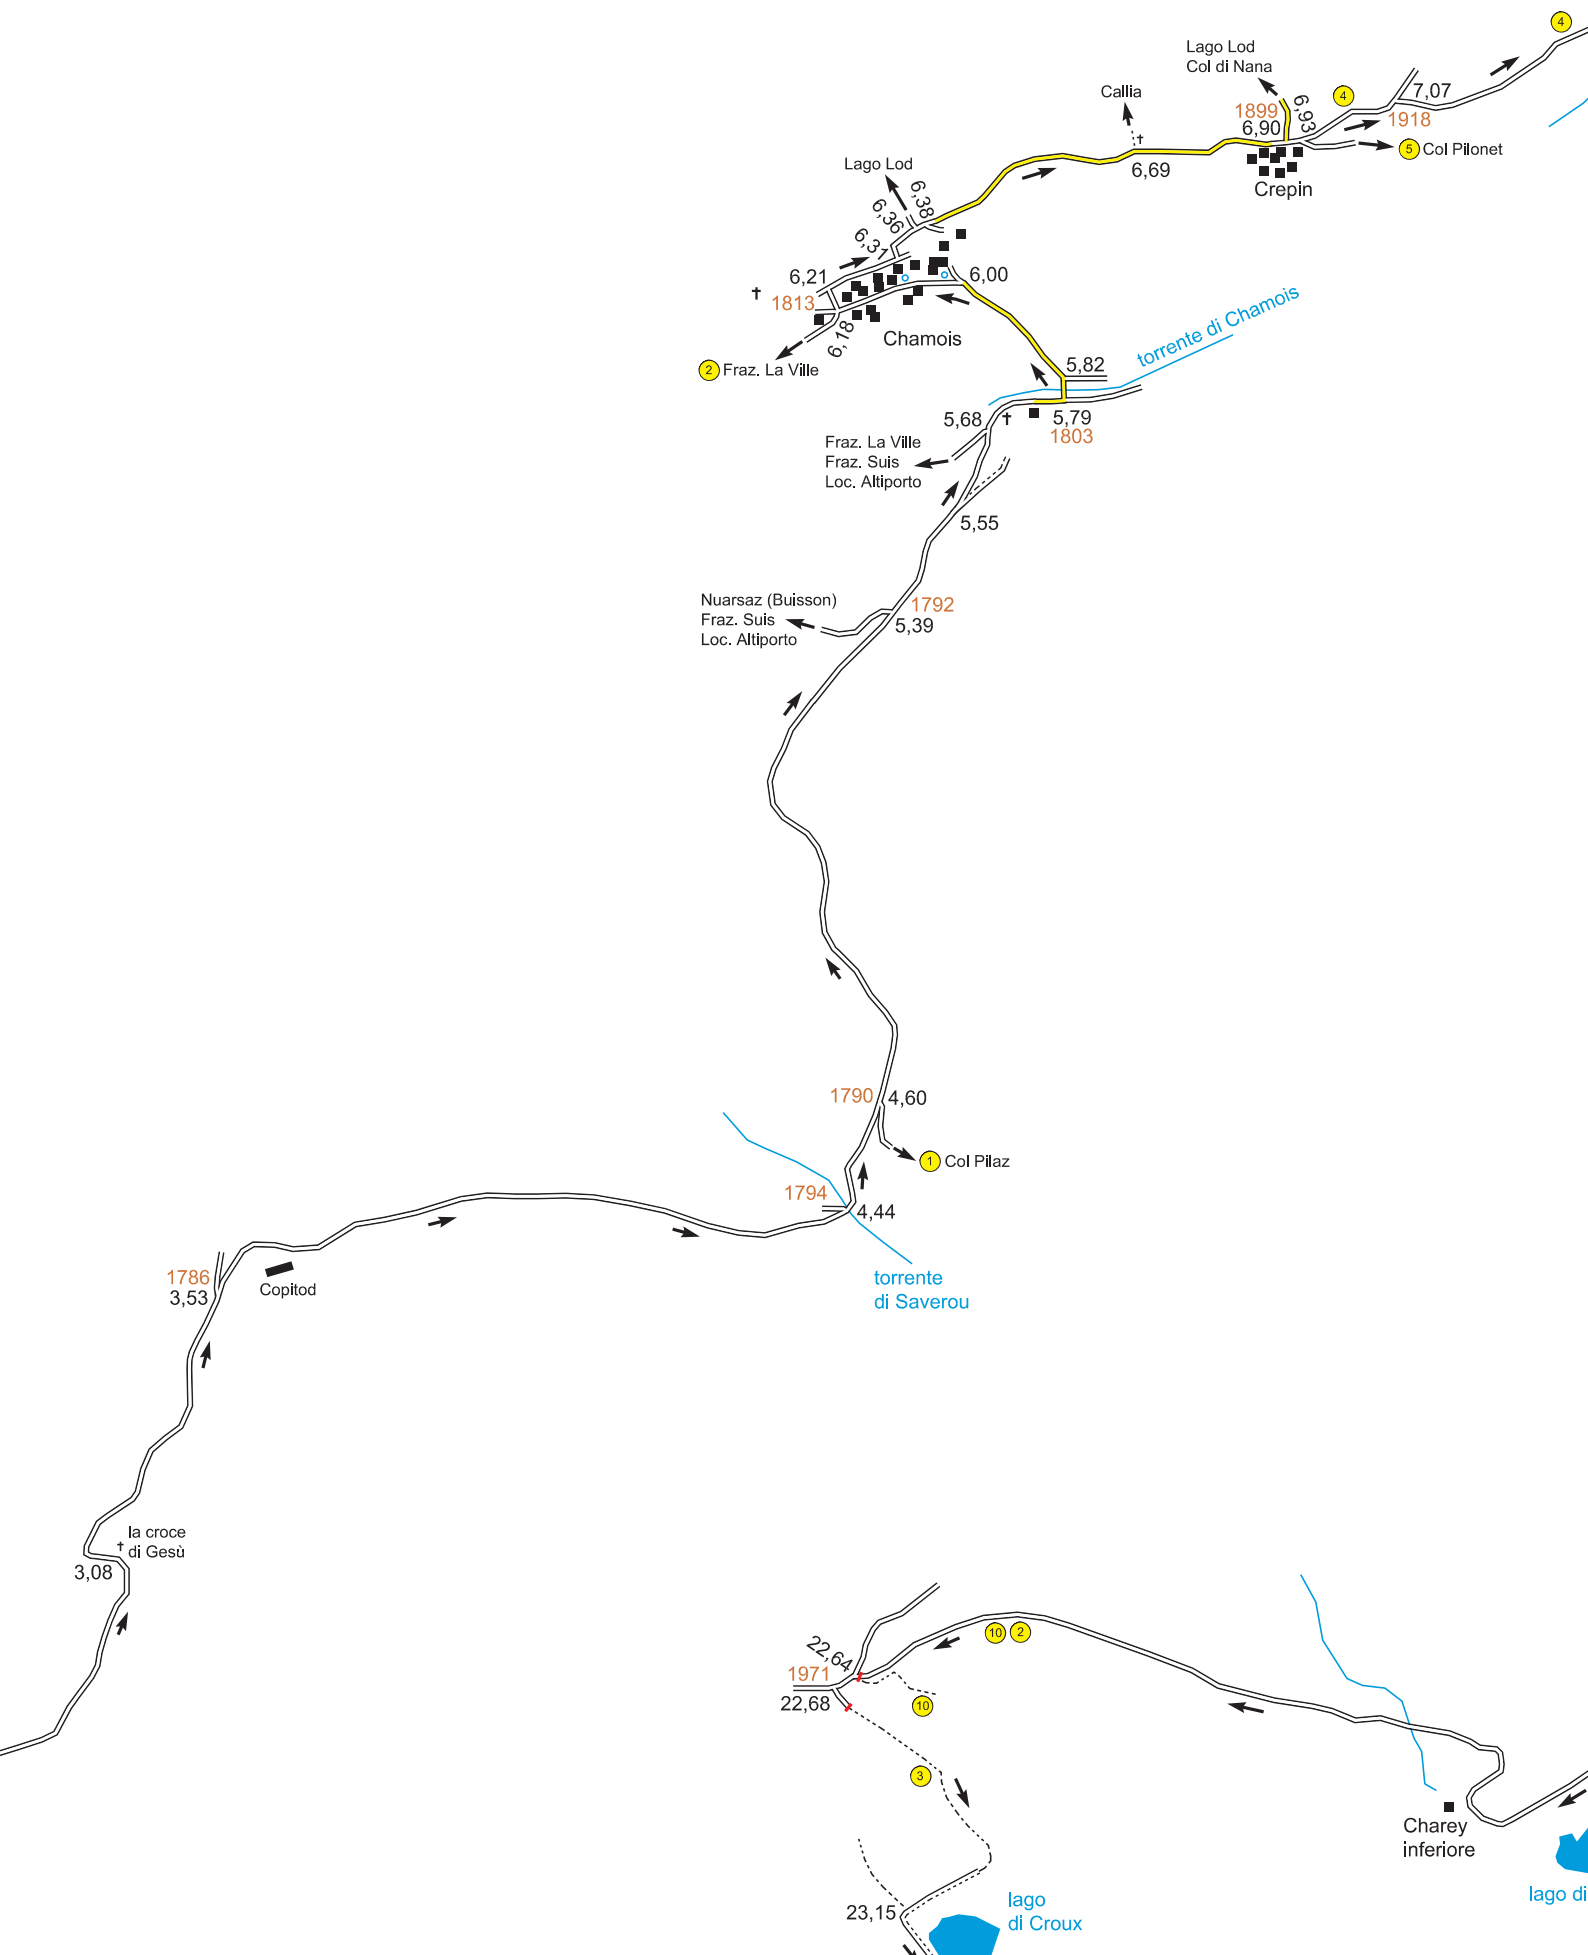 4
Lago Lod
Col di Nana
Callia
1899
6,90
6,93
4
7,07
1918
5 Col Pilonet
6,69
Crepin
Lago Lod
6,38
6,36
6,31
6,21
1813
6,00
6,18
Chamois
2 Fraz. La Ville
torrente di Chamois
5,82
5,68
5,79
1803
Fraz. La Ville
Fraz. Suis
Loc. Altiporto
5,55
Nuarsaz (Buisson)
Fraz. Suis
Loc. Altiporto
1792
5,39
1790
4,60
1 Col Pilaz
1794
4,44
torrente
di Saverou
1786
3,53
Copitod
la croce
di Gesù
3,08
22,64
1971
22,68
10 2
10
3
Charey
inferiore
lago di
lago
di Croux
23,15